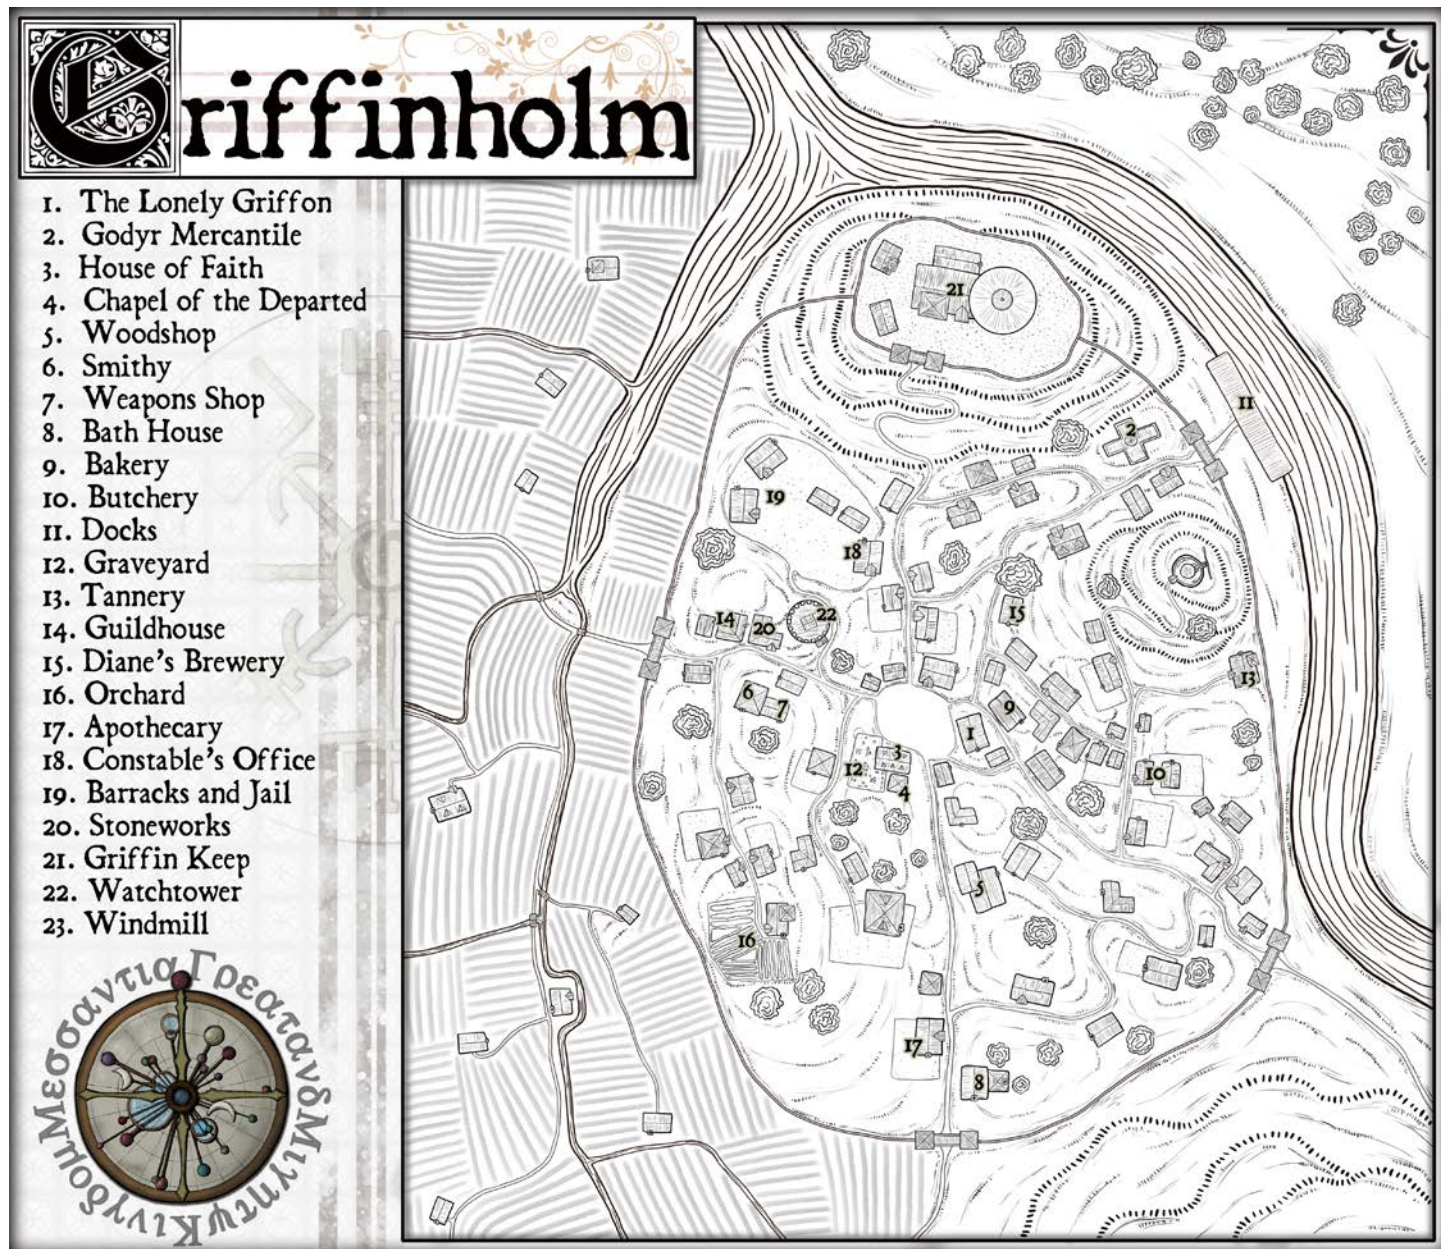 Griffinholm
1. The Lonely Griffon
2. Godyr Mercantile
3. House of Faith
4. Chapel of the Departed
5. Woodshop
6. Smithy
7. Weapons Shop
8. Bath House
9. Bakery
10. Butchery
11. Docks
12. Graveyard
13. Tannery
14. Guildhouse
15. Diane's Brewery
16. Orchard
17. Apothecary
18. Constable's Office
19. Barracks and Jail
20. Stoneworks
21. Griffin Keep
22. Watchtower
23. Windmill
ΜεσσαντιαΓρεατανδΜιγητψΚινγδομ
21
11
2
19
18
15
22
14
20
13
6
7
9
1
3
12
10
4
5
16
17
8